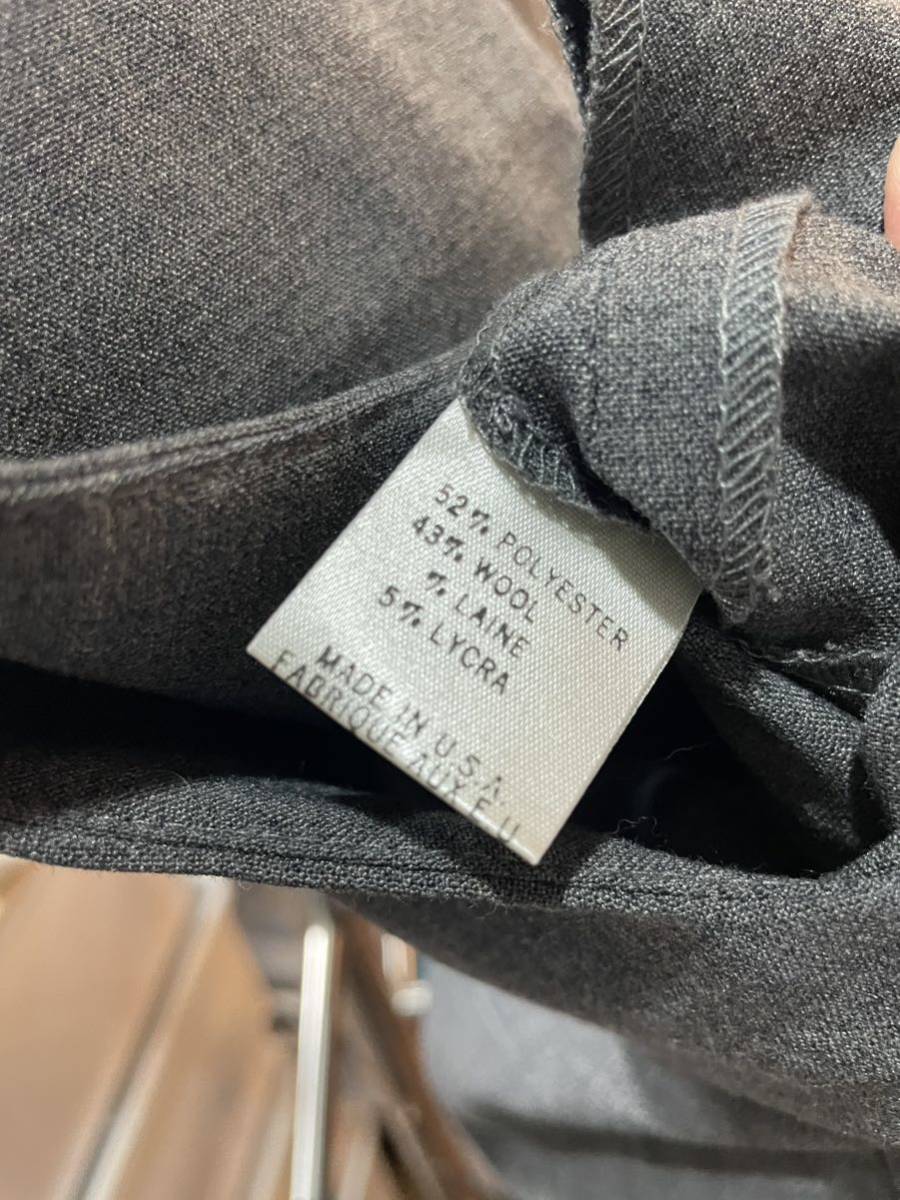 52% POLYESTER
43% WOOL
% LAINE
5% LYCRA
MADE IN U.S.A.
FABRIQUE AUX E U